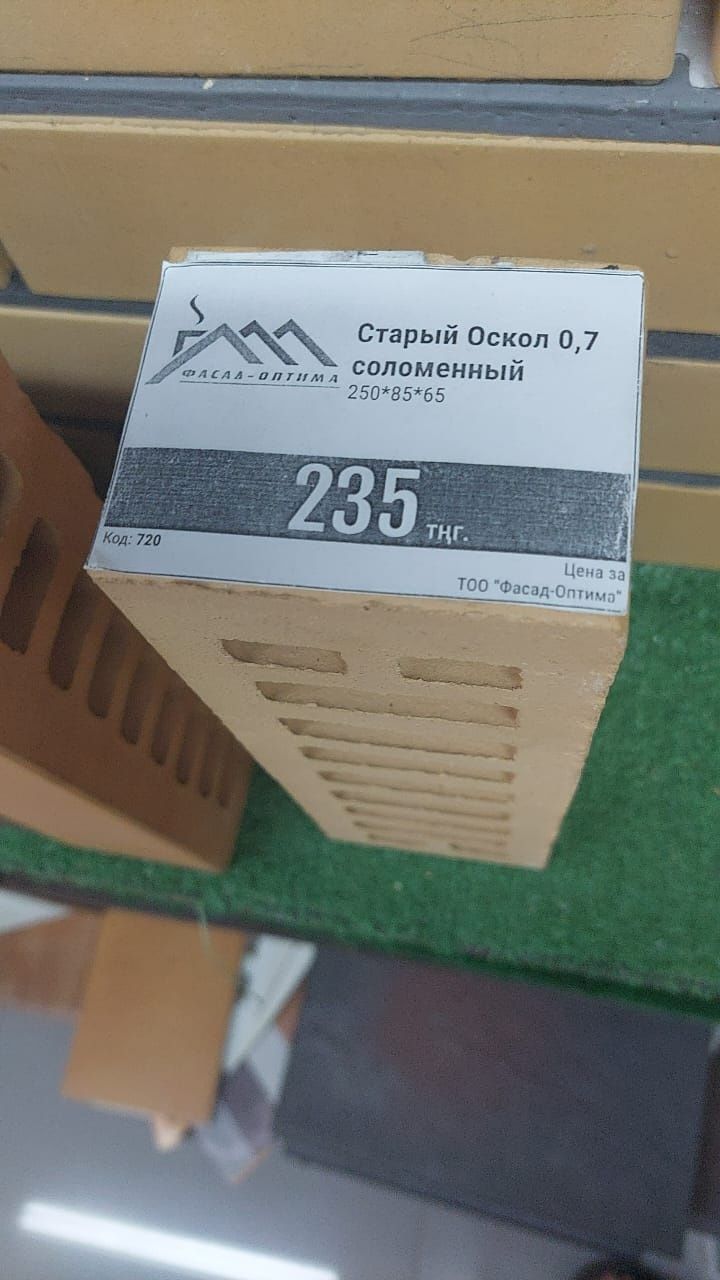 ФАСАД-ОПТИМА
Старый Оскол 0,7
соломенный
250*85*65
235 тңг.
Код: 720
Цена за
ТОО "Фасад-Оптима"